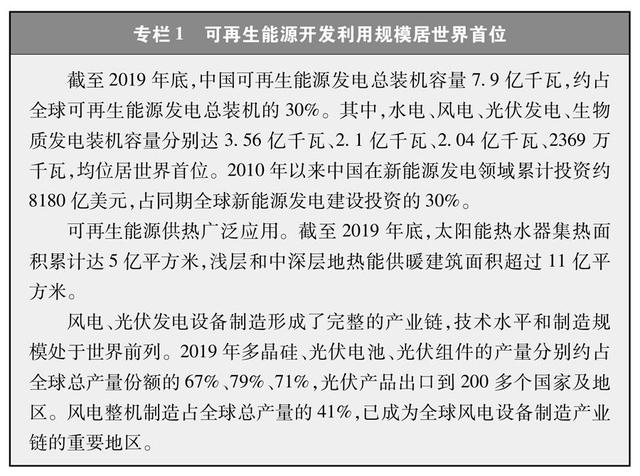 专栏1 可再生能源开发利用规模居世界首位
截至2019年底,中国可再生能源发电总装机容量7.9亿千瓦,约占
全球可再生能源发电总装机的30%。其中,水电、风电、光伏发电、生物
质发电装机容量分别达3.56亿千瓦、2.1亿千瓦、2.04亿千瓦、2369万
千瓦,均位居世界首位。2010年以来中国在新能源发电领域累计投资约
8180亿美元,占同期全球新能源发电建设投资的30%。
可再生能源供热广泛应用。截至2019年底,太阳能热水器集热面
积累计达5亿平方米,浅层和中深层地热能供暖建筑面积超过11亿平
方米。
风电、光伏发电设备制造形成了完整的产业链,技术水平和制造规
模处于世界前列。2019年多晶硅、光伏电池、光伏组件的产量分别约占
全球总产量份额的67%、79%、71%,光伏产品出口到200多个国家及地
区。风电整机制造占全球总产量的41%,已成为全球风电设备制造产业
链的重要地区。